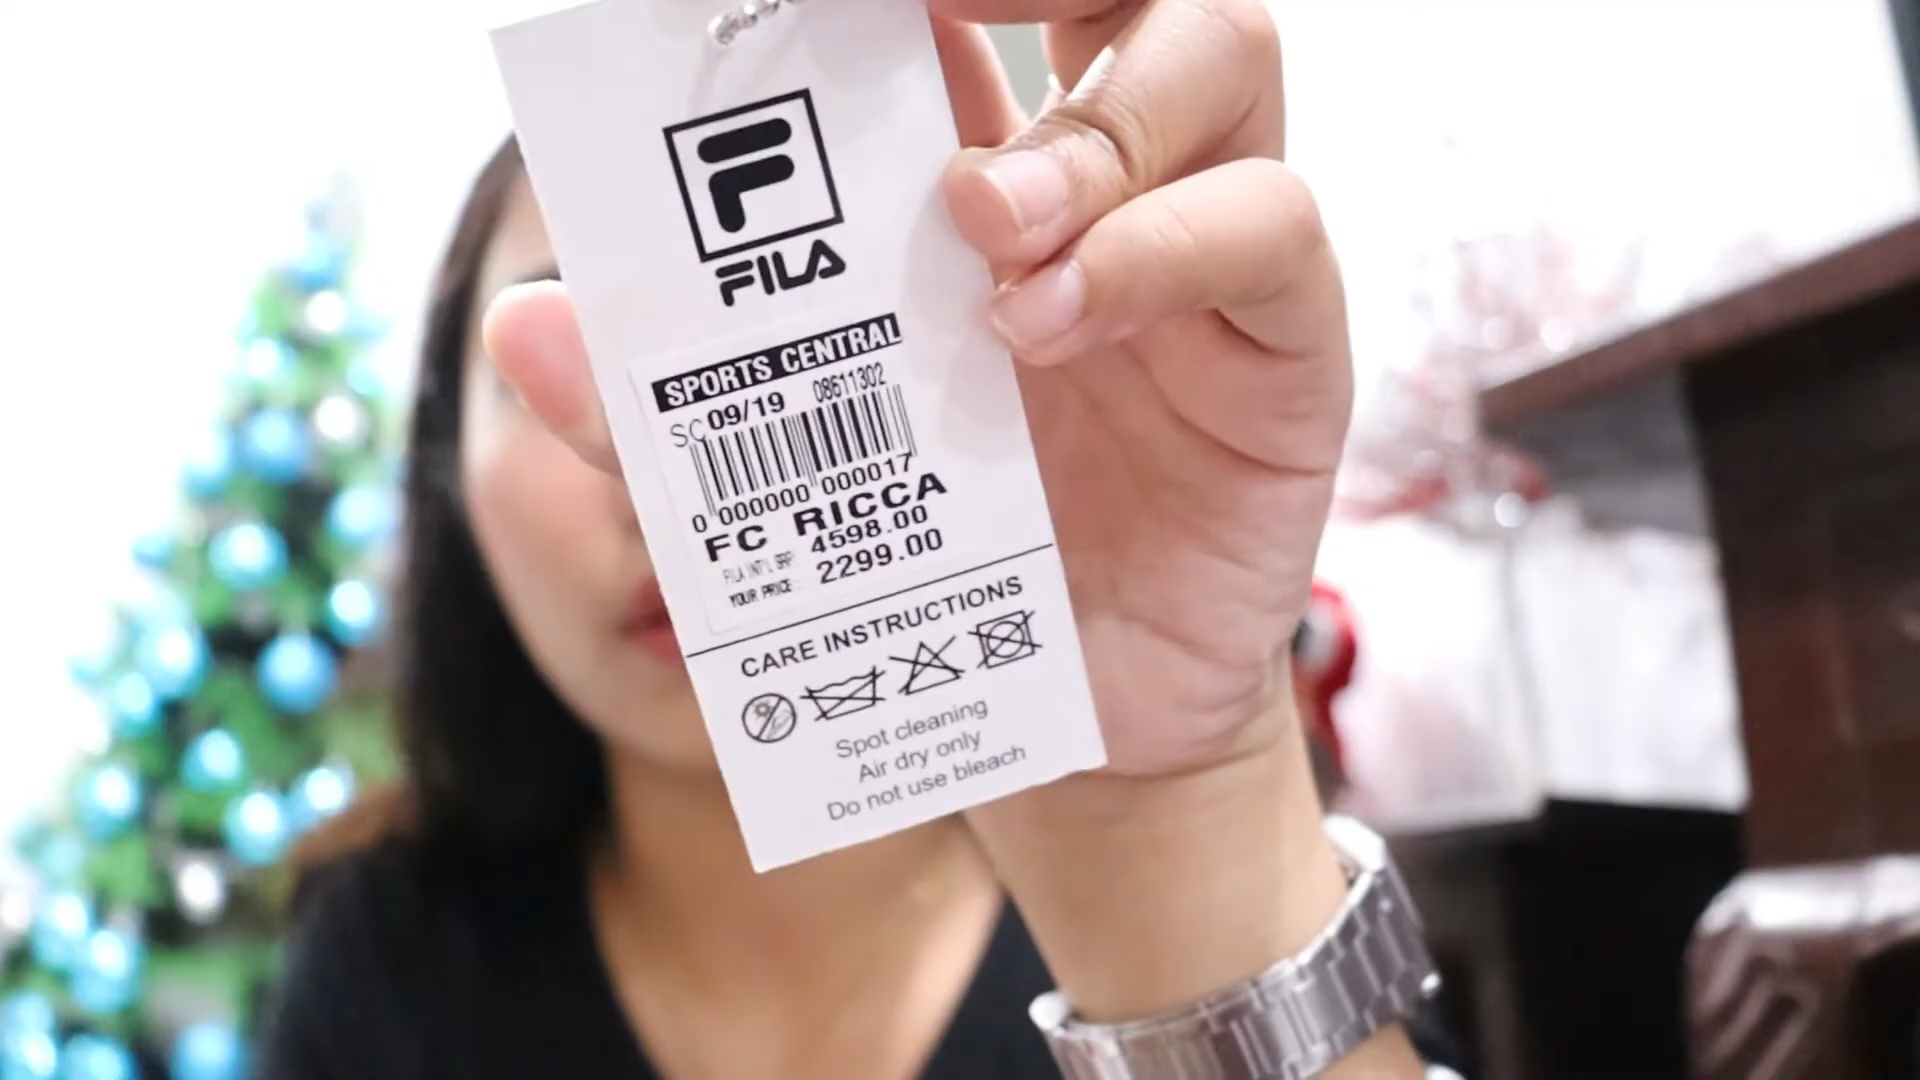 F
FILA
SPORTS CENTRAL
SC 09/19 08611302
0 000000 000017
FC RICCA
FILA INT'L SRP 4598.00
YOUR PRICE: 2299.00
CARE INSTRUCTIONS
Spot cleaning
Air dry only
Do not use bleach